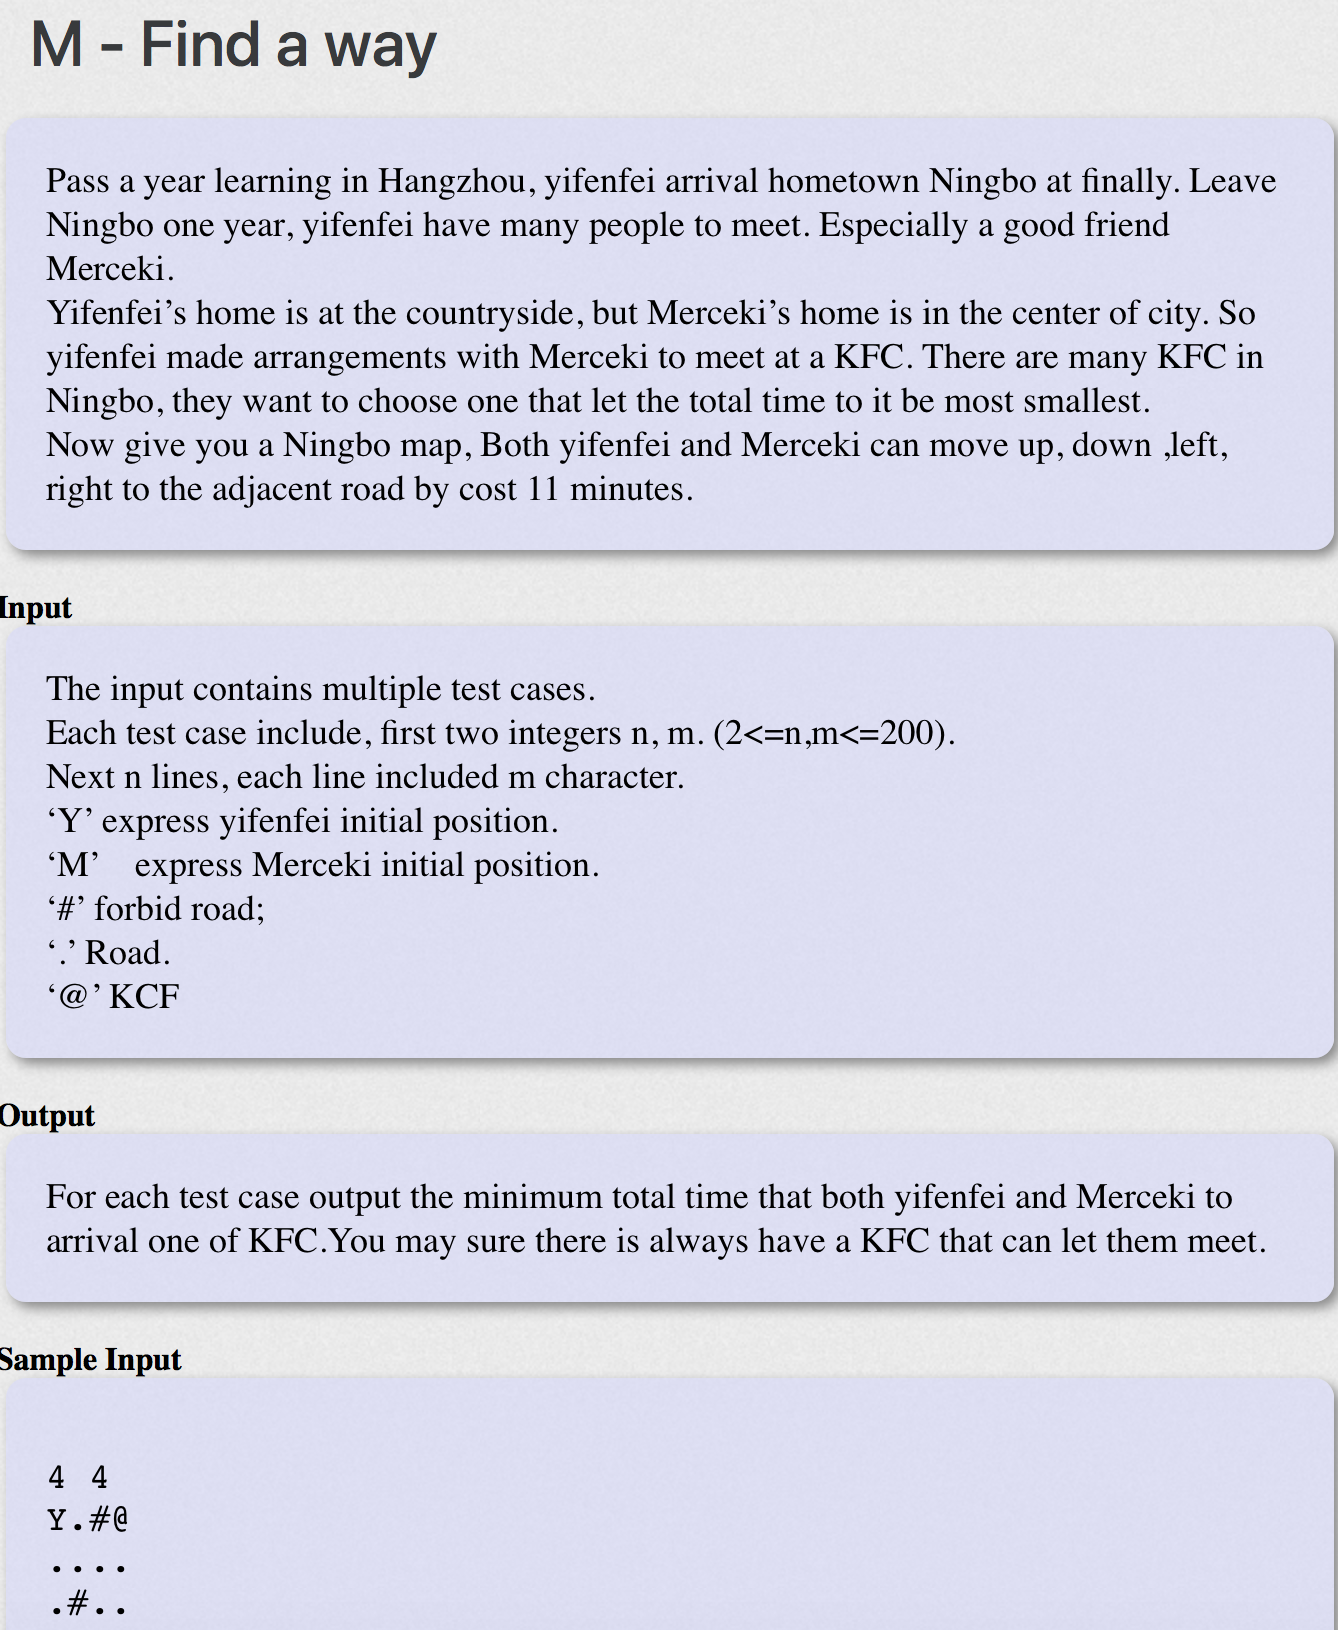 M - Find a way
Pass a year learning in Hangzhou, yifenfei arrival hometown Ningbo at finally. Leave
Ningbo one year, yifenfei have many people to meet. Especially a good friend
Merceki.
Yifenfei’s home is at the countryside, but Merceki’s home is in the center of city. So
yifenfei made arrangements with Merceki to meet at a KFC. There are many KFC in
Ningbo, they want to choose one that let the total time to it be most smallest.
Now give you a Ningbo map, Both yifenfei and Merceki can move up, down ,left,
right to the adjacent road by cost 11 minutes.
Input
The input contains multiple test cases.
Each test case include, first two integers n, m. (2<=n,m<=200).
Next n lines, each line included m character.
‘Y’ express yifenfei initial position.
‘M’    express Merceki initial position.
‘#’ forbid road;
‘.’ Road.
‘@’ KCF
Output
For each test case output the minimum total time that both yifenfei and Merceki to
arrival one of KFC.You may sure there is always have a KFC that can let them meet.
Sample Input
4 4
Y.#@
....
.#..